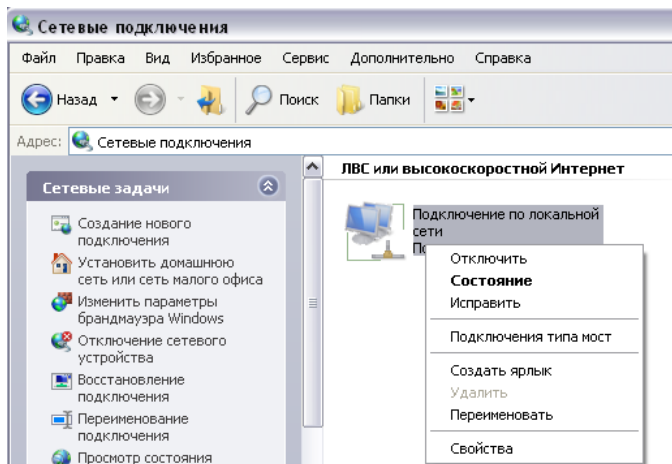 Сетевые подключения
Файл Правка Вид Избранное Сервис Дополнительно Справка
Назад Поиск Папки
Адрес: Сетевые подключения
Сетевые задачи
Создание нового
подключения
Установить домашнюю
сеть или сеть малого офиса
Изменить параметры
брандмауэра Windows
Отключение сетевого
устройства
Восстановление
подключения
Переименование
подключения
Просмотр состояния
ЛВС или высокоскоростной Интернет
Подключение по локальной
сети
Отключить
Состояние
Исправить
Подключения типа мост
Создать ярлык
Удалить
Переименовать
Свойства